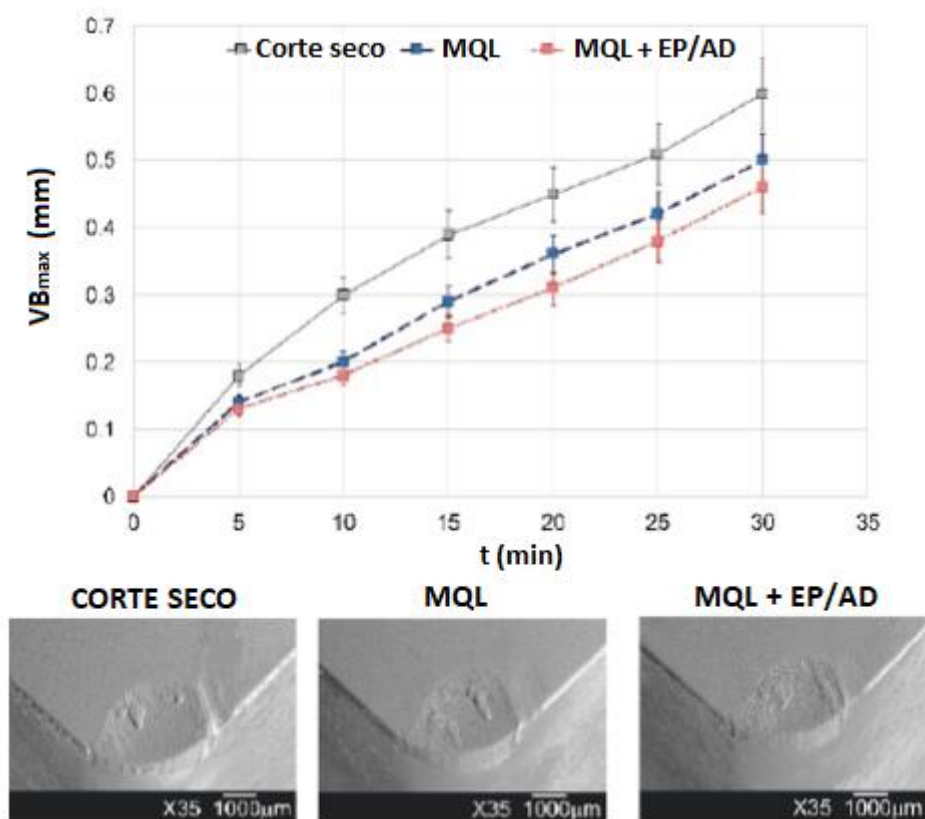 0.7
Corte seco MQL MQL + EP/AD
0.6
0.5
0.4
0.3
0.2
0.1
0
VBmax (mm)
0 5 10 15 20 25 30 35
t (min)
CORTE SECO MQL MQL + EP/AD
X35 1000µm X35 1000µm X35 1000µm